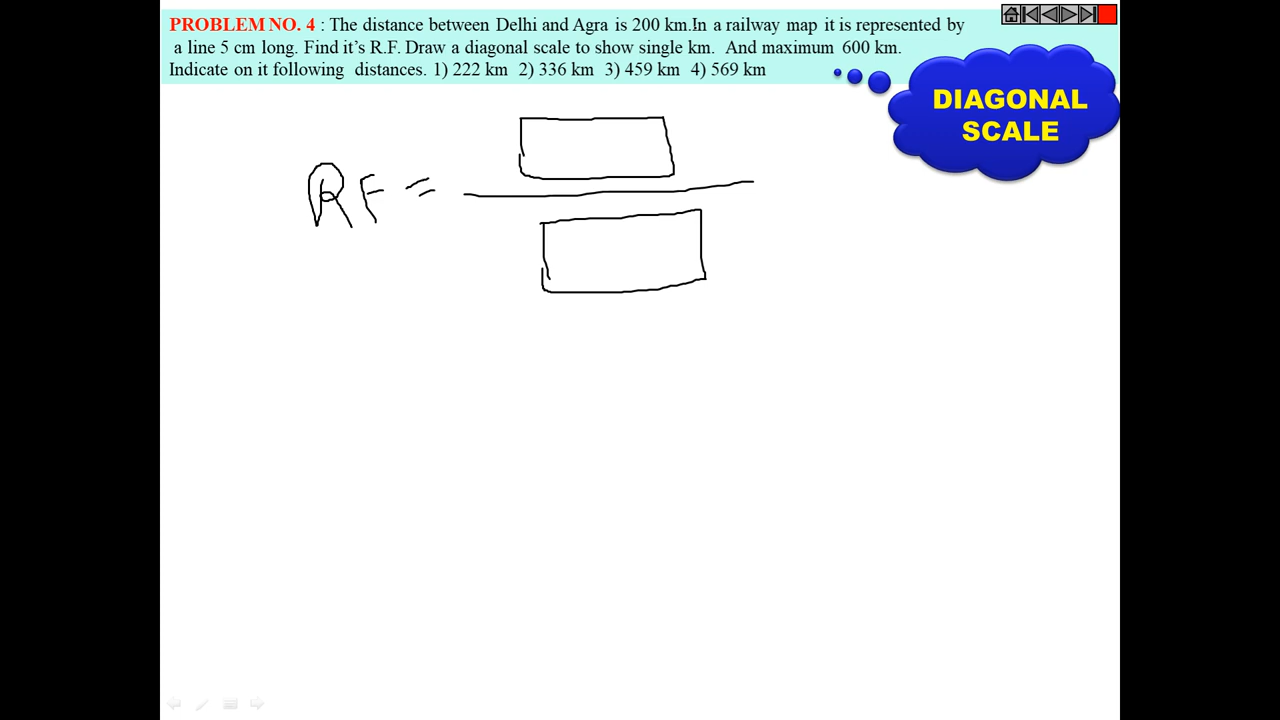 PROBLEM NO. 4 : The distance between Delhi and Agra is 200 km.In a railway map it is represented by
a line 5 cm long. Find it’s R.F. Draw a diagonal scale to show single km. And maximum 600 km.
Indicate on it following distances. 1) 222 km 2) 336 km 3) 459 km 4) 569 km
DIAGONAL
SCALE
RF =